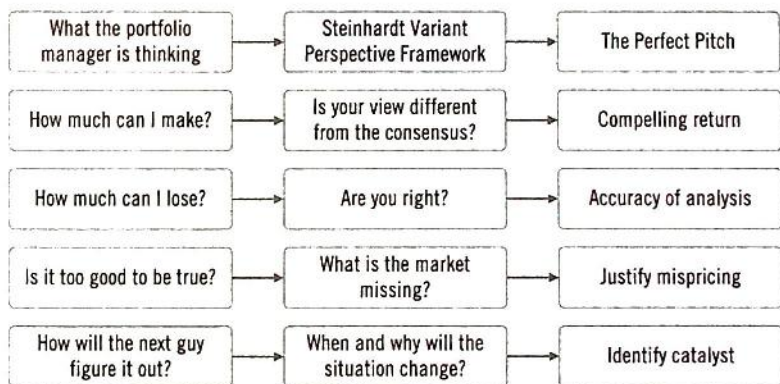 What the portfolio
manager is thinking
Steinhardt Variant
Perspective Framework
The Perfect Pitch
How much can I make?
Is your view different
from the consensus?
Compelling return
How much can I lose?
Are you right?
Accuracy of analysis
Is it too good to be true?
What is the market
missing?
Justify mispricing
How will the next guy
figure it out?
When and why will the
situation change?
Identify catalyst